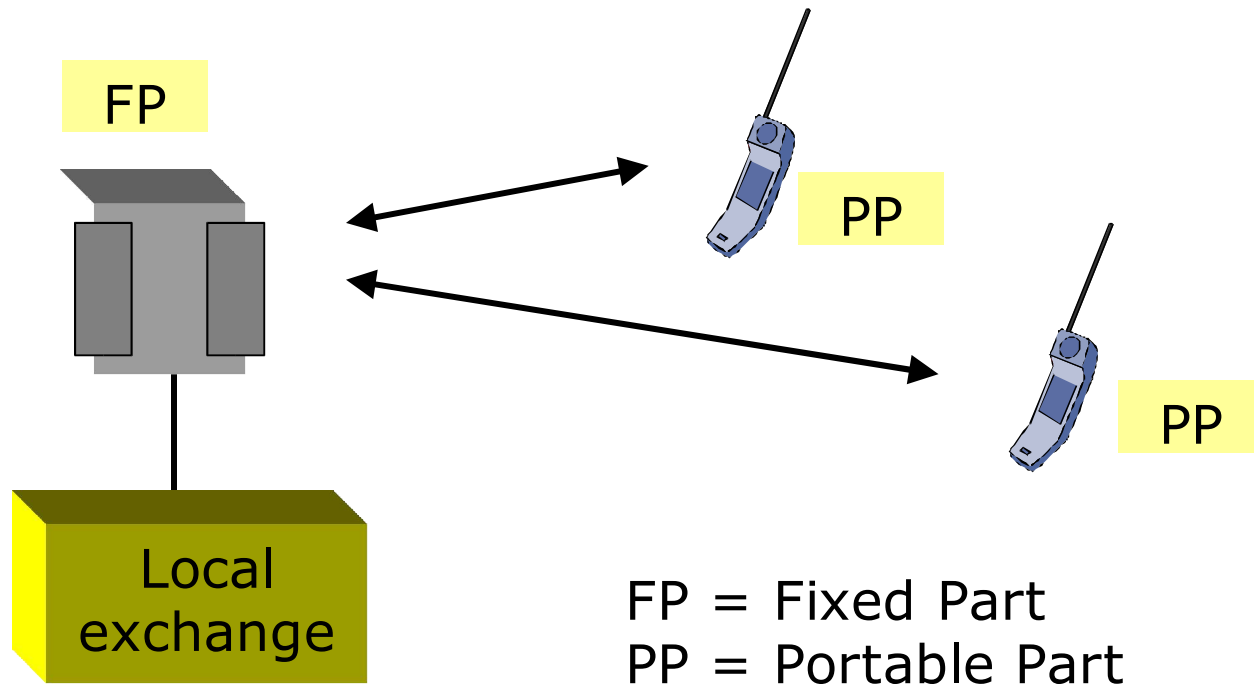 FP
PP
PP
Local
exchange
FP = Fixed Part
PP = Portable Part